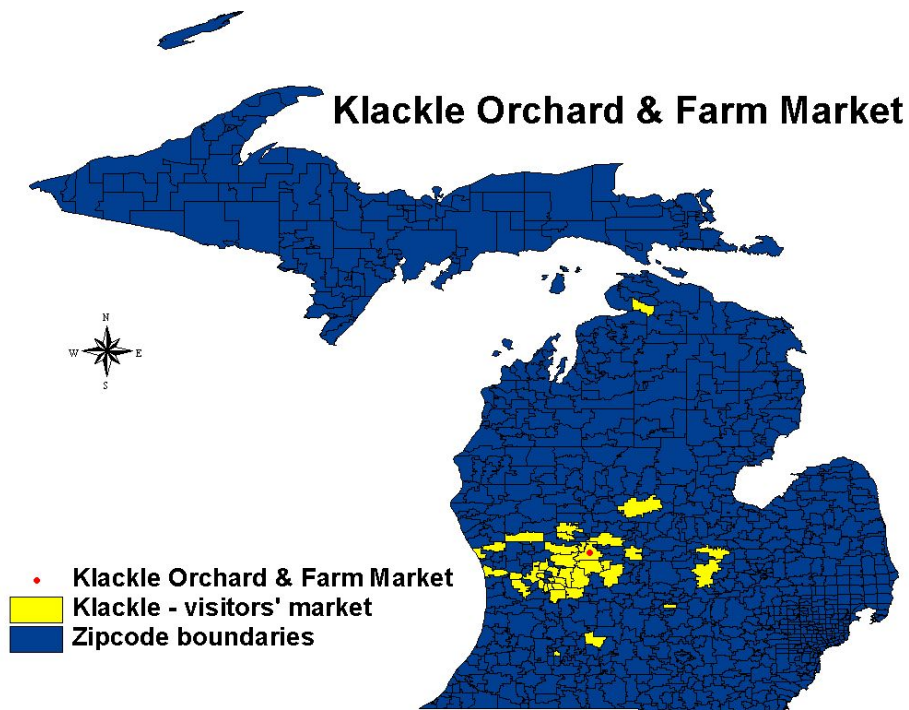 Klackle Orchard & Farm Market
N
W E
S
Klackle Orchard & Farm Market
Klackle - visitors' market
Zipcode boundaries